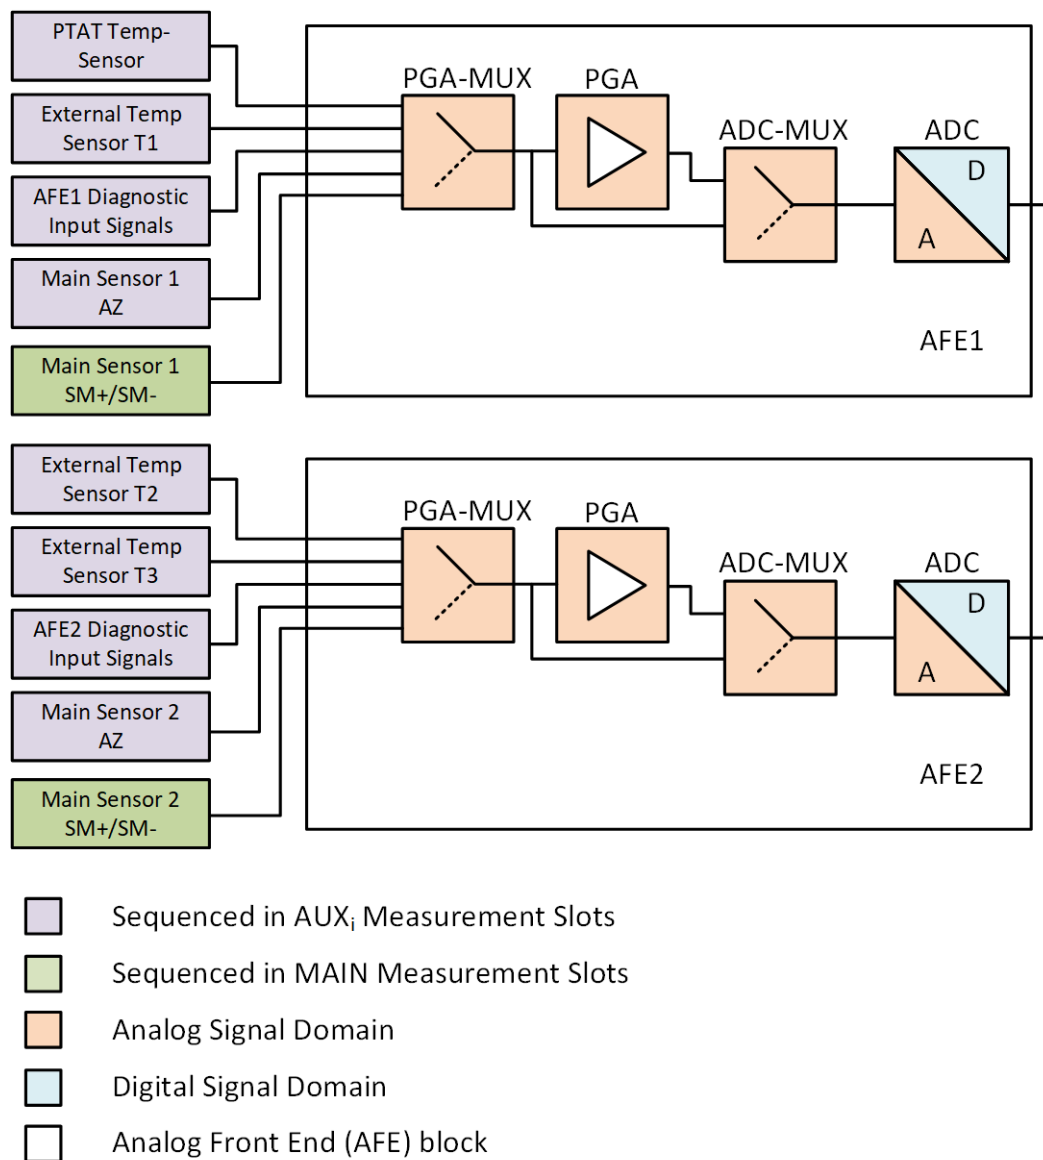 PTAT Temp-
Sensor
External Temp
Sensor T1
AFE1 Diagnostic
Input Signals
Main Sensor 1
AZ
Main Sensor 1
SM+/SM-
PGA-MUX
PGA
ADC-MUX
ADC
D
A
AFE1
External Temp
Sensor T2
External Temp
Sensor T3
AFE2 Diagnostic
Input Signals
Main Sensor 2
AZ
Main Sensor 2
SM+/SM-
PGA-MUX
PGA
ADC-MUX
ADC
D
A
AFE2
Sequenced in AUXi Measurement Slots
Sequenced in MAIN Measurement Slots
Analog Signal Domain
Digital Signal Domain
Analog Front End (AFE) block